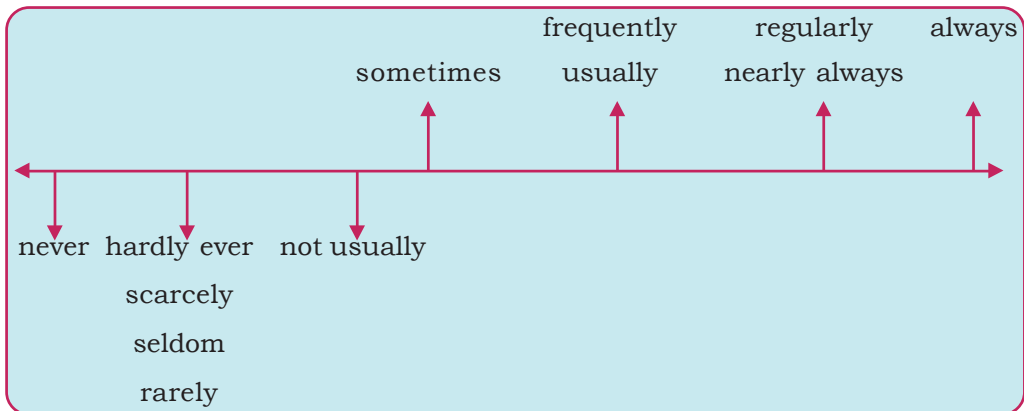 frequently regularly always
sometimes usually nearly always
never hardly ever not usually
scarcely
seldom
rarely